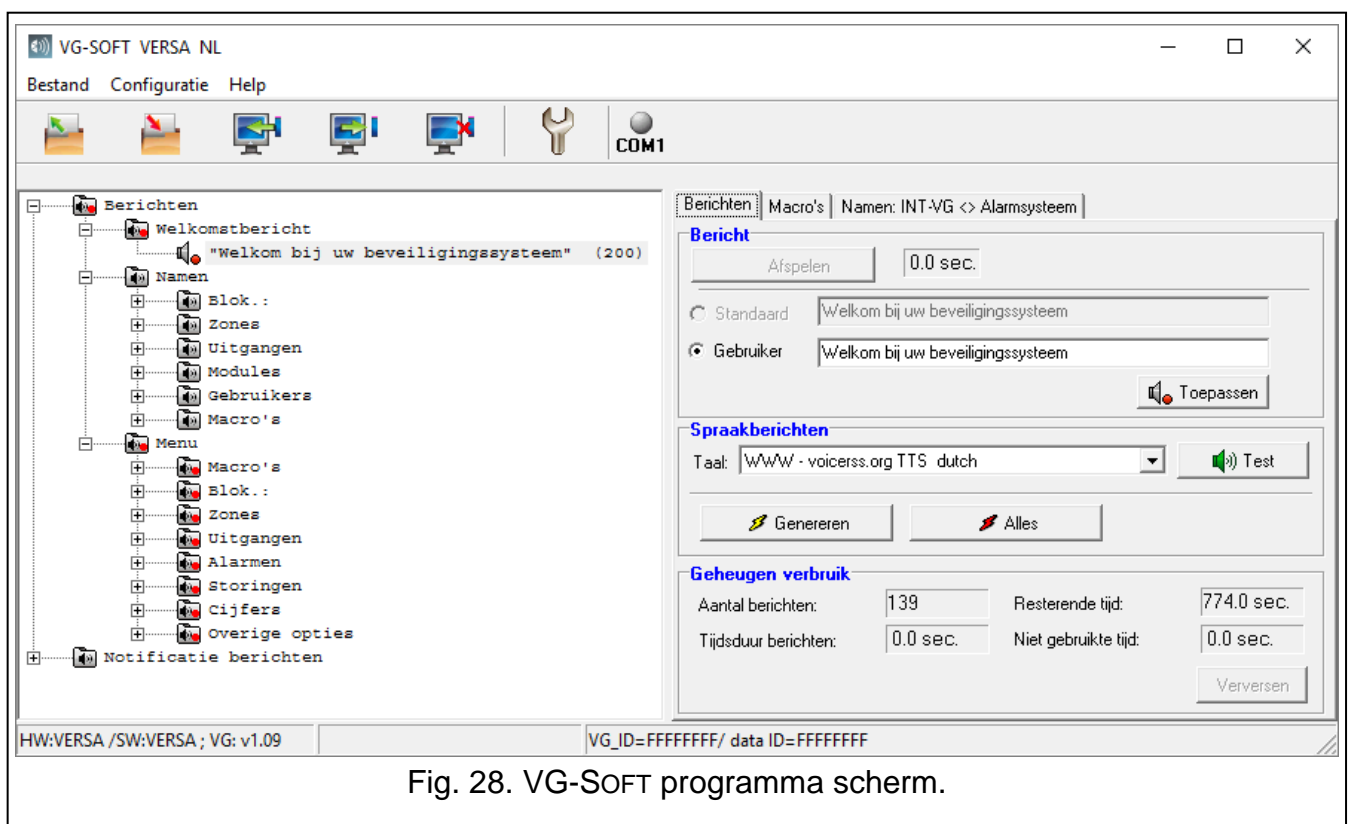 VG-SOFT VERSA NL
Bestand Configuratie Help
COM1
Berichten
Welkomstbericht
"Welkom bij uw beveiligingssysteem" (200)
Namen
Blok.:
Zones
Uitgangen
Modules
Gebruikers
Macro's
Menu
Macro's
Blok.:
Zones
Uitgangen
Alarmen
Storingen
Cijfers
Overige opties
Notificatie berichten
Berichten Macro's Namen: INT-VG <> Alarmsysteem
Bericht
Afspelen 0.0 sec.
Standaard Welkom bij uw beveiligingssysteem
Gebruiker Welkom bij uw beveiligingssysteem
Toepassen
Spraakberichten
Taal: WWW - voicerss.org TTS dutch Test
Genereren Alles
Geheugen verbruik
Aantal berichten: 139 Resterende tijd: 774.0 sec.
Tijdsduur berichten: 0.0 sec. Niet gebruikte tijd: 0.0 sec.
Verversen
HW:VERSA /SW:VERSA ; VG: v1.09 VG_ID=FFFFFFFF/ data ID=FFFFFFFF
Fig. 28. VG-SOFT programma scherm.